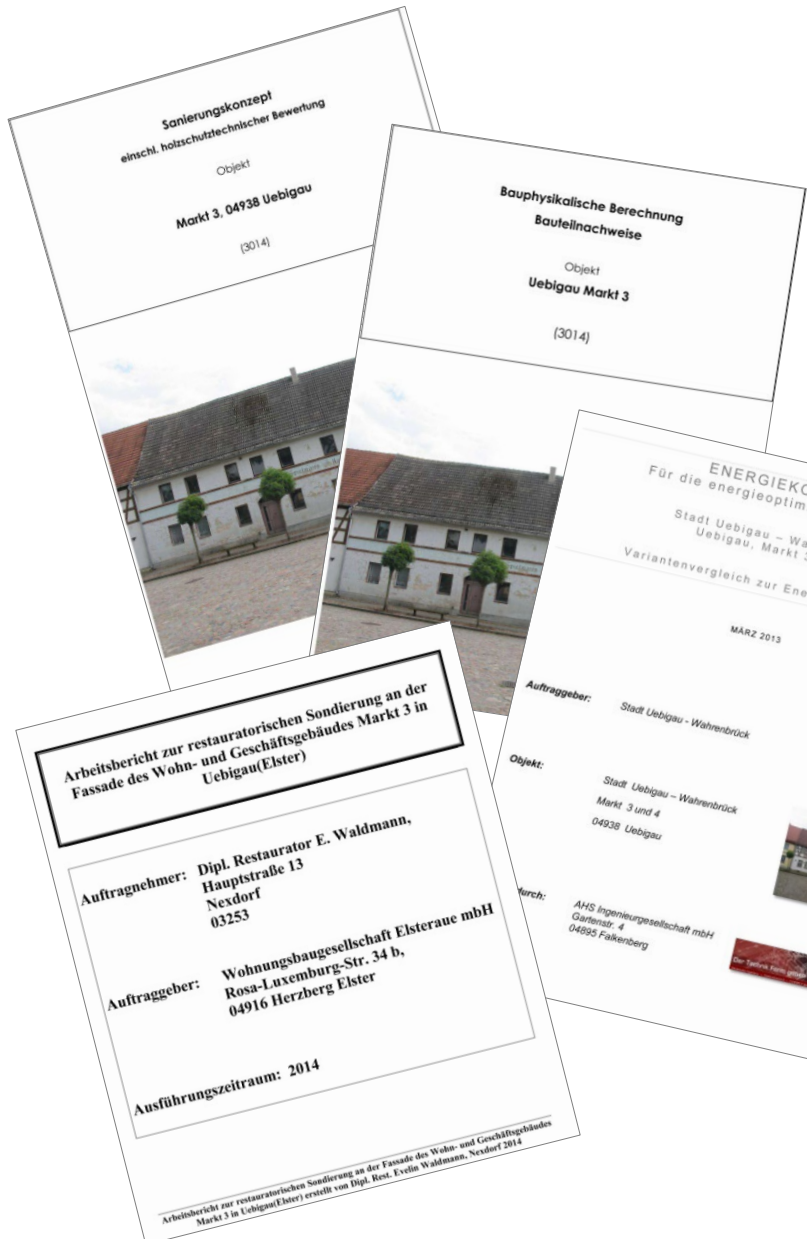 Sanierungskonzept
einschl. holzschutztechnischer Bewertung
Objekt
Markt 3, 04938 Uebigau
(3014)
Bauphysikalische Berechnung
Bauteilnachweise
Objekt
Uebigau Markt 3
(3014)
ENERGIEKO
Für die energieoptim
Stadt Uebigau – Wa
Uebigau, Markt 3
Variantenvergleich zur Ene
MÄRZ 2013
Auftraggeber: Stadt Uebigau - Wahrenbrück
Objekt: Stadt Uebigau – Wahrenbrück
Markt 3 und 4
04938 Uebigau
durch: AHS Ingenieurgesellschaft mbH
Gartenstr. 4
04895 Falkenberg
Der Technik Form geben
Arbeitsbericht zur restauratorischen Sondierung an der
Fassade des Wohn- und Geschäftsgebäudes Markt 3 in
Uebigau(Elster)
Auftragnehmer: Dipl. Restaurator E. Waldmann,
Hauptstraße 13
Nexdorf
03253
Auftraggeber: Wohnungsbaugesellschaft Elsteraue mbH
Rosa-Luxemburg-Str. 34 b,
04916 Herzberg Elster
Ausführungszeitraum: 2014
Arbeitsbericht zur restauratorischen Sondierung an der Fassade des Wohn- und Geschäftsgebäudes
Markt 3 in Uebigau(Elster) erstellt von Dipl. Rest. Evelin Waldmann, Nexdorf 2014